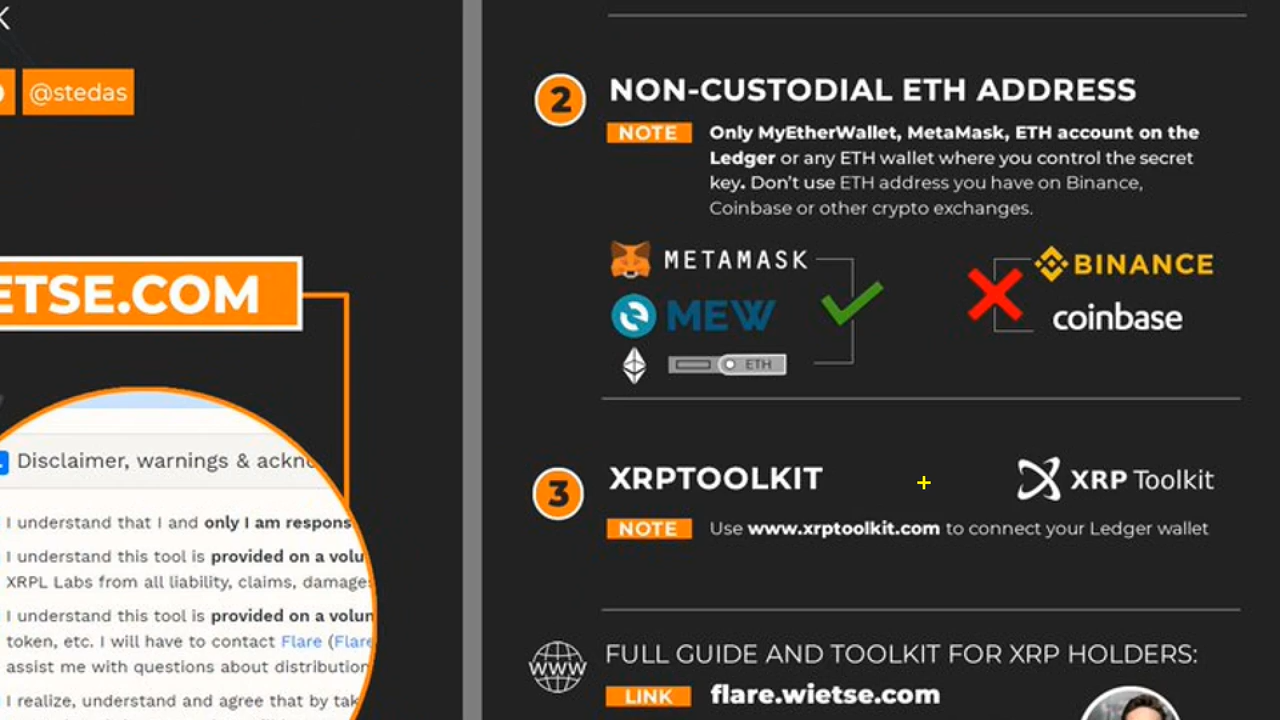 K
@stedas
ETSE.COM
Disclaimer, warnings & ackno
I understand that I and only I am respons
I understand this tool is provided on a volu
XRPL Labs from all liability, claims, damages
I understand this tool is provided on a volun
token, etc. I will have to contact Flare (Flare
assist me with questions about distribution
I realize, understand and agree that by tak
2 NON-CUSTODIAL ETH ADDRESS
NOTE Only MyEtherWallet, MetaMask, ETH account on the
Ledger or any ETH wallet where you control the secret
key. Don't use ETH address you have on Binance,
Coinbase or other crypto exchanges.
METAMASK
MEW
ETH
BINANCE
coinbase
3 XRPTOOLKIT
XRP Toolkit
NOTE Use www.xrptoolkit.com to connect your Ledger wallet
WWW FULL GUIDE AND TOOLKIT FOR XRP HOLDERS:
LINK flare.wietse.com